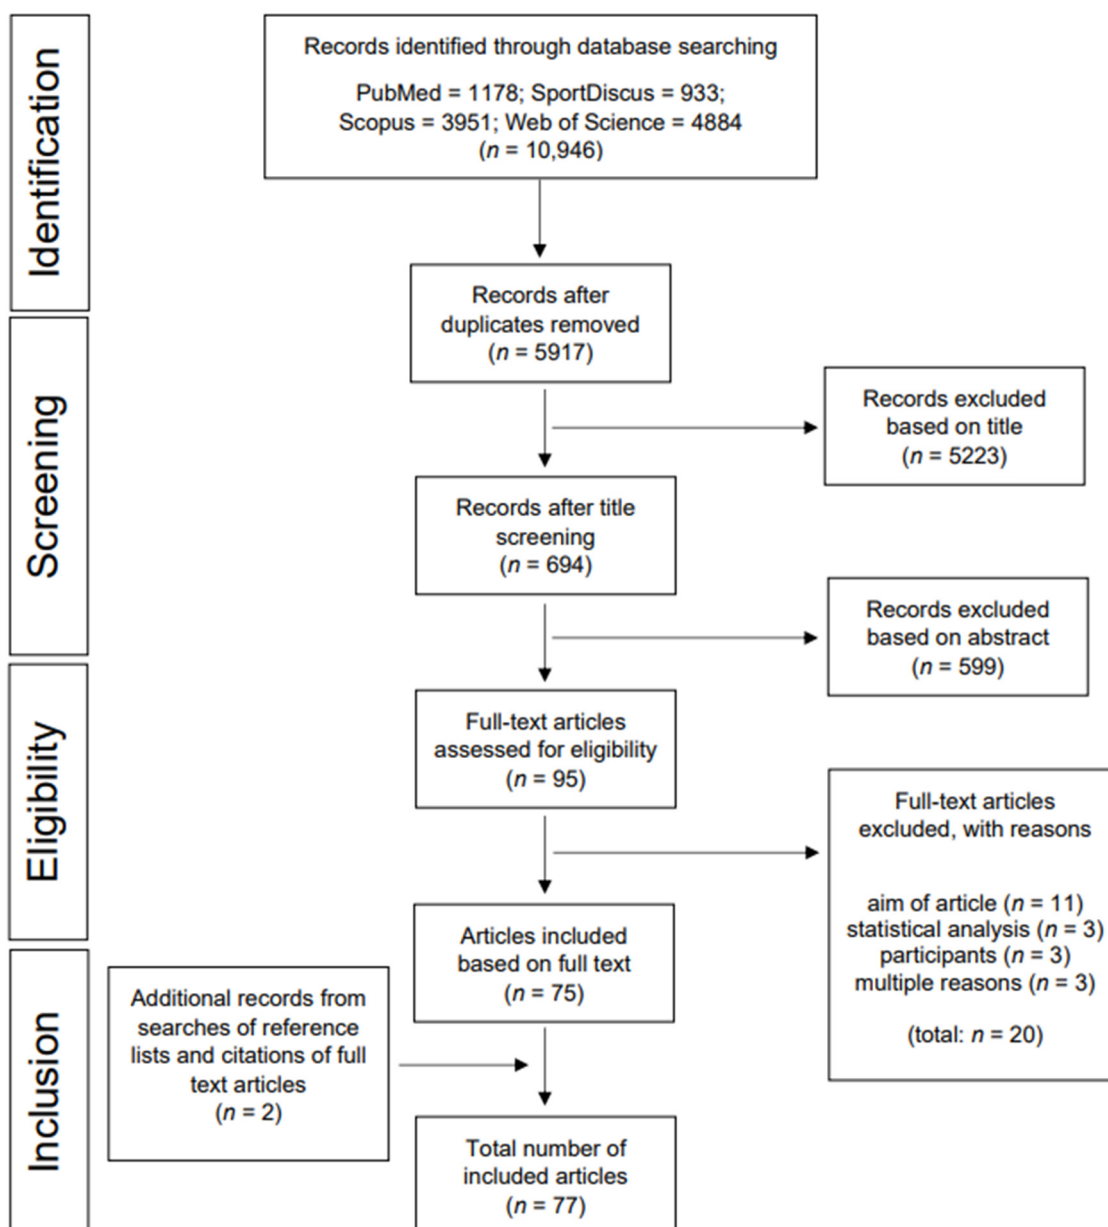 Identification
Records identified through database searching
PubMed = 1178; SportDiscus = 933;
Scopus = 3951; Web of Science = 4884
(n = 10,946)
Records after
duplicates removed
(n = 5917)
Screening
Records excluded
based on title
(n = 5223)
Records after title
screening
(n = 694)
Records excluded
based on abstract
(n = 599)
Eligibility
Full-text articles
assessed for eligibility
(n = 95)
Full-text articles
excluded, with reasons
aim of article (n = 11)
statistical analysis (n = 3)
participants (n = 3)
multiple reasons (n = 3)
(total: n = 20)
Articles included
based on full text
(n = 75)
Inclusion
Additional records from
searches of reference
lists and citations of full
text articles
(n = 2)
Total number of
included articles
(n = 77)